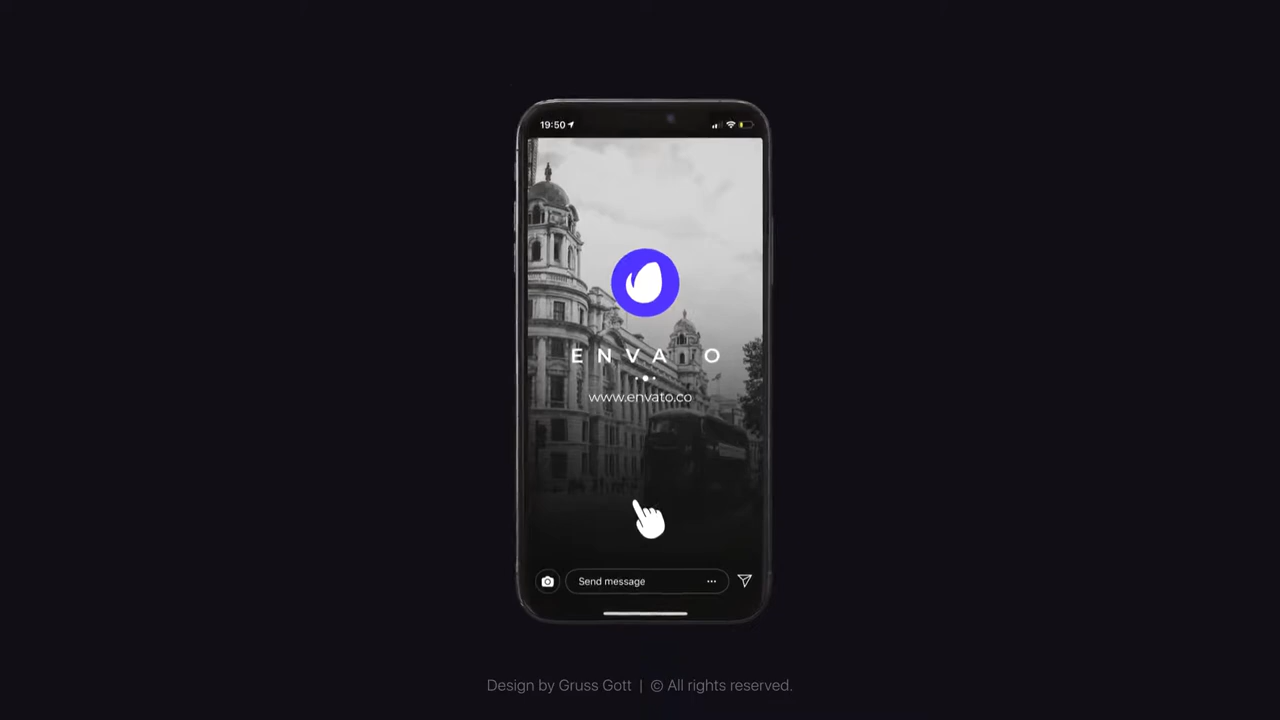 19:50
E N V A O
www.envato.co
Send message
Design by Gruss Gott | © All rights reserved.